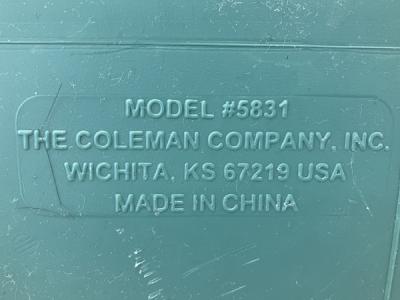 MODEL #5831
THE COLEMAN COMPANY, INC.
WICHITA, KS 67219 USA
MADE IN CHINA